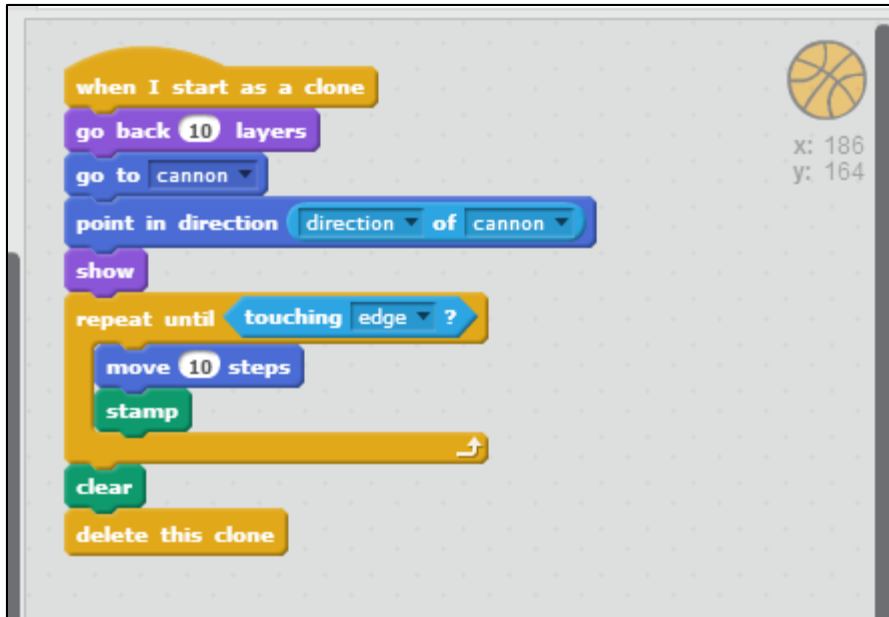 when I start as a clone
go back 10 layers
go to cannon
point in direction direction of cannon
show
repeat until touching edge ?
move 10 steps
stamp
clear
delete this clone
x: 186
y: 164